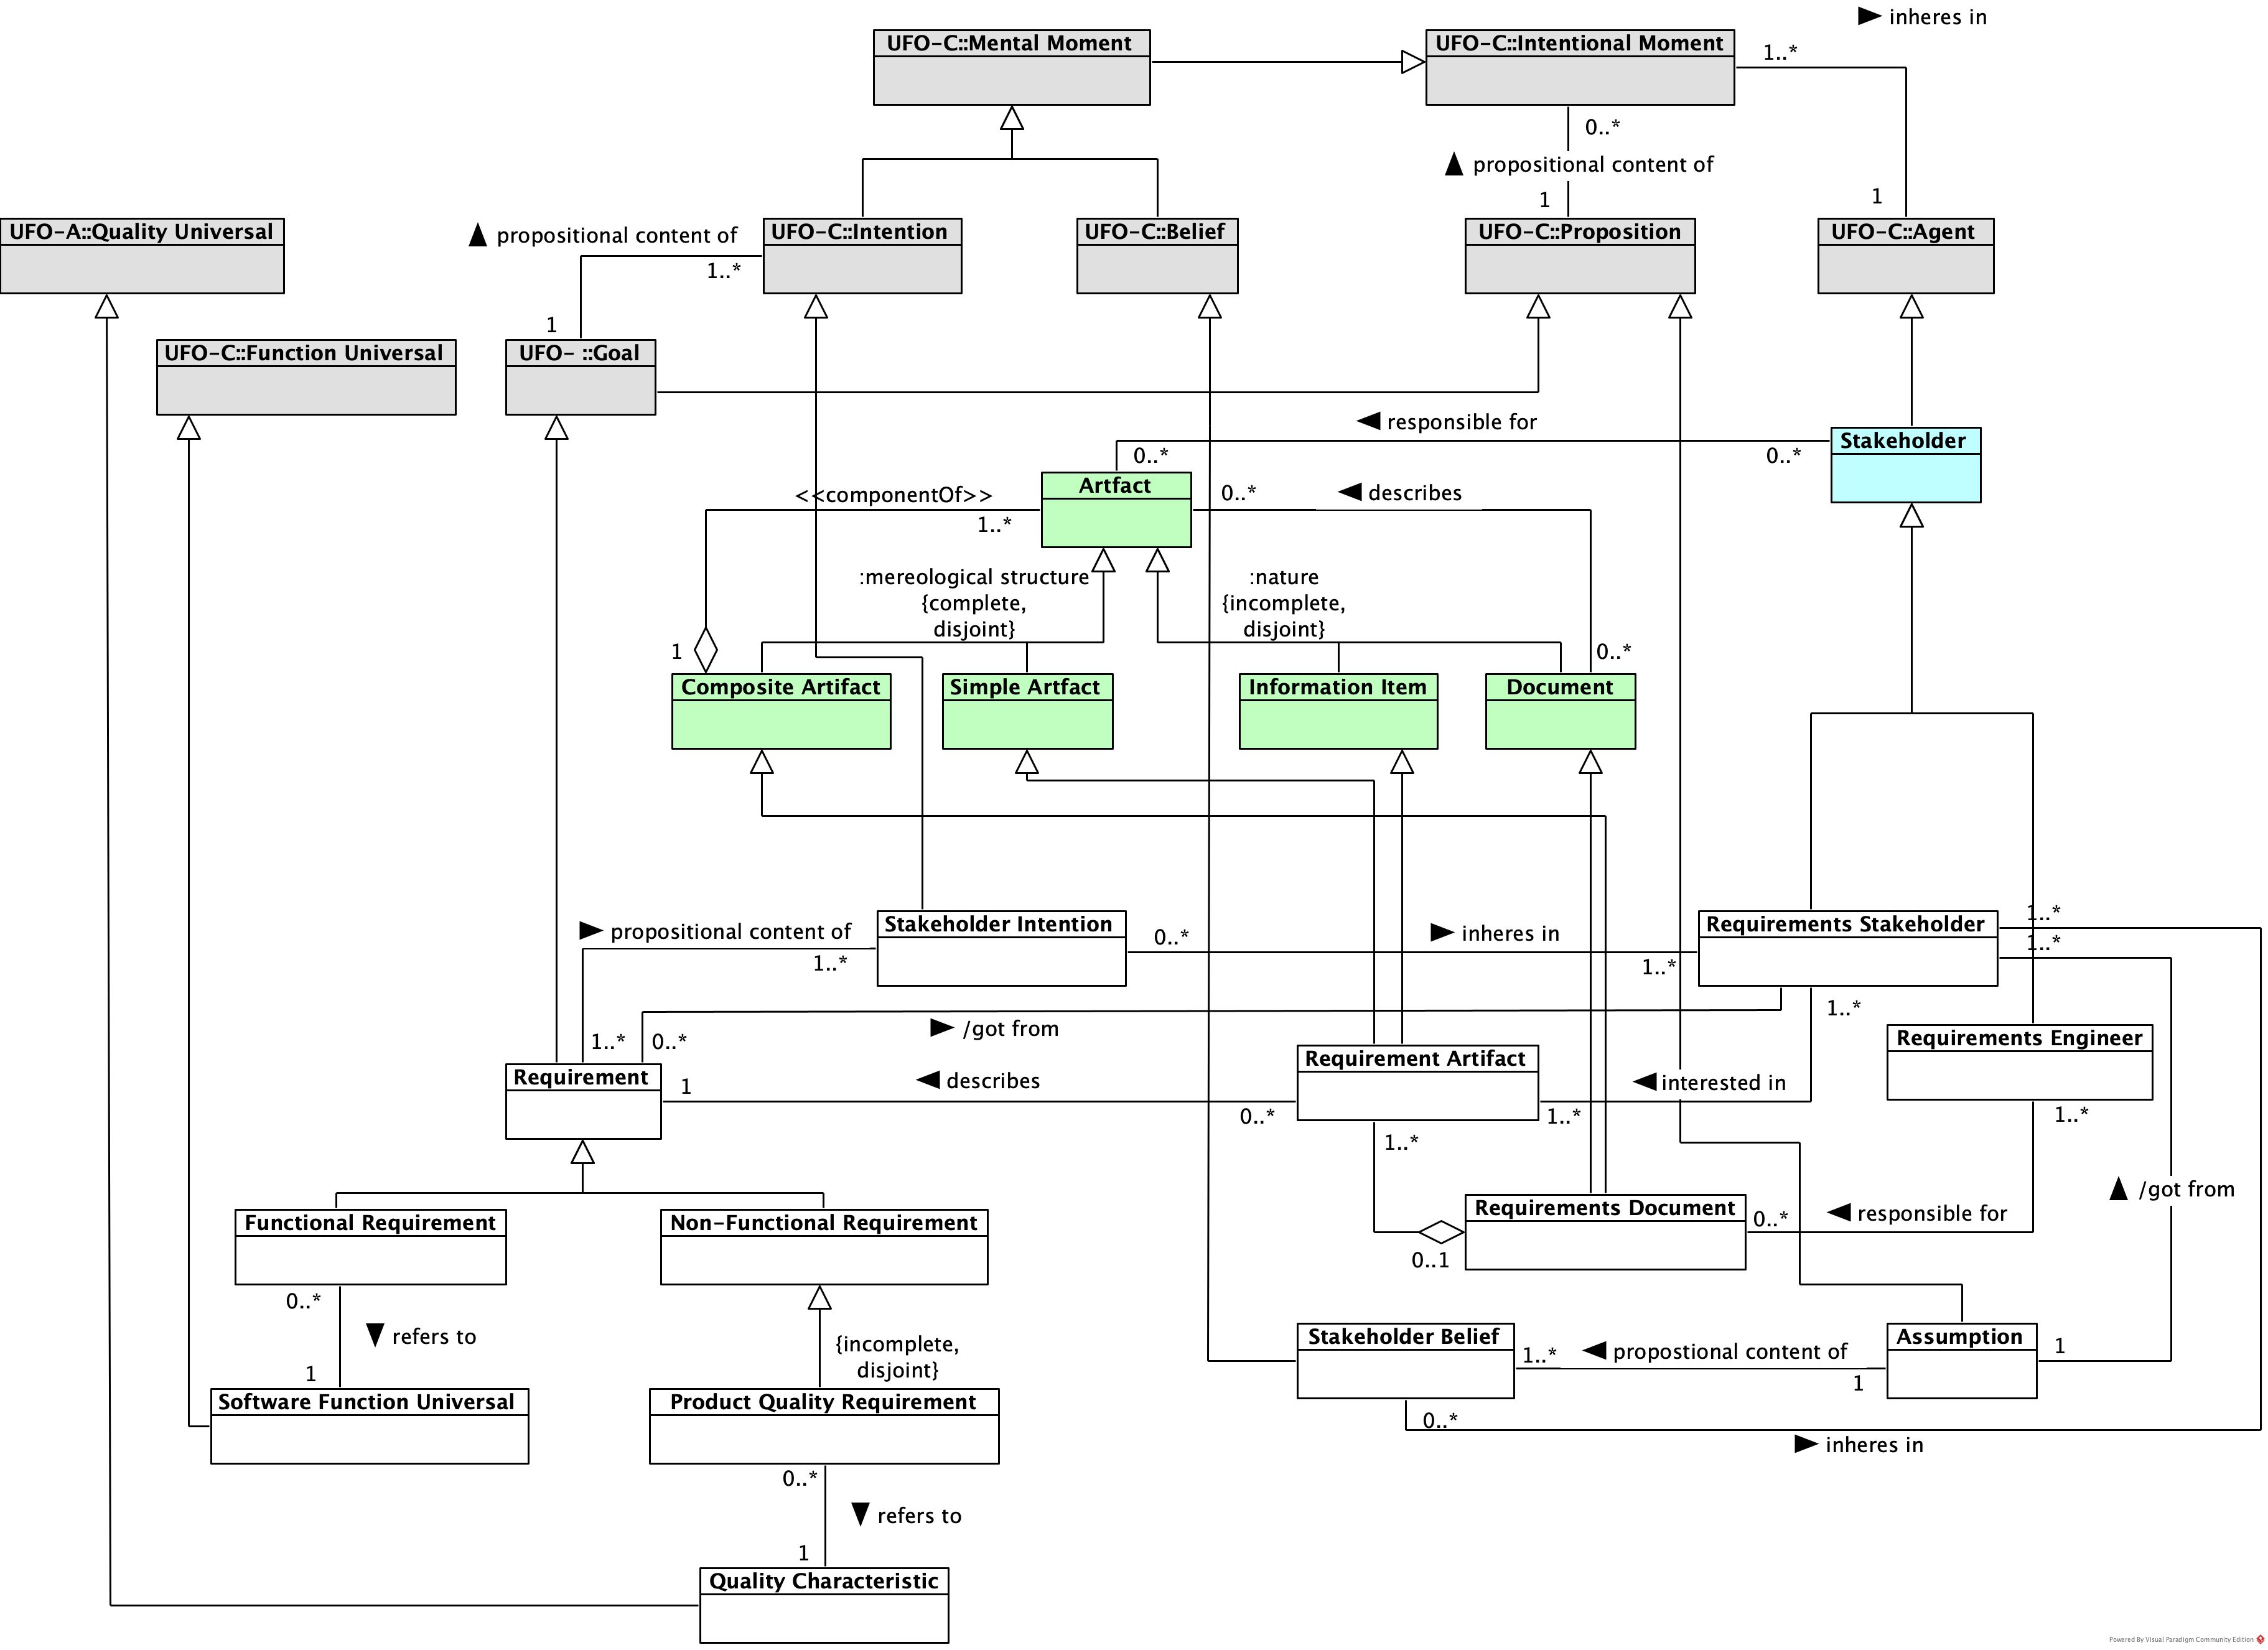 ► inheres in
UFO-C::Mental Moment
UFO-C::Intentional Moment
1..*
0..*
▲ propositional content of
1
1
UFO-A::Quality Universal
▲ propositional content of
1..*
UFO-C::Intention
UFO-C::Belief
UFO-C::Proposition
UFO-C::Agent
1
UFO-C::Function Universal
UFO- ::Goal
◄ responsible for
0..*
0..*
Stakeholder
<<componentOf>>
1..*
Artfact
0..*
◄ describes
:mereological structure
{complete,
disjoint}
:nature
{incomplete,
disjoint}
1
0..*
Composite Artifact
Simple Artfact
Information Item
Document
► propositional content of
1..*
Stakeholder Intention
0..*
► inheres in
1..*
Requirements Stakeholder
1..*
1..*
► /got from
1..*
0..*
1..*
Requirement
1
◄ describes
0..*
Requirement Artifact
1..*
◄ interested in
Requirements Engineer
1..*
1..*
▲ /got from
Functional Requirement
Non-Functional Requirement
Requirements Document
0..*
◄ responsible for
0..1
0..*
▼ refers to
1
{incomplete,
disjoint}
Stakeholder Belief
1..*
◄ propostional content of
1
Assumption
1
Software Function Universal
Product Quality Requirement
0..*
► inheres in
0..*
▼ refers to
1
Quality Characteristic
Powered By Visual Paradigm Community Edition